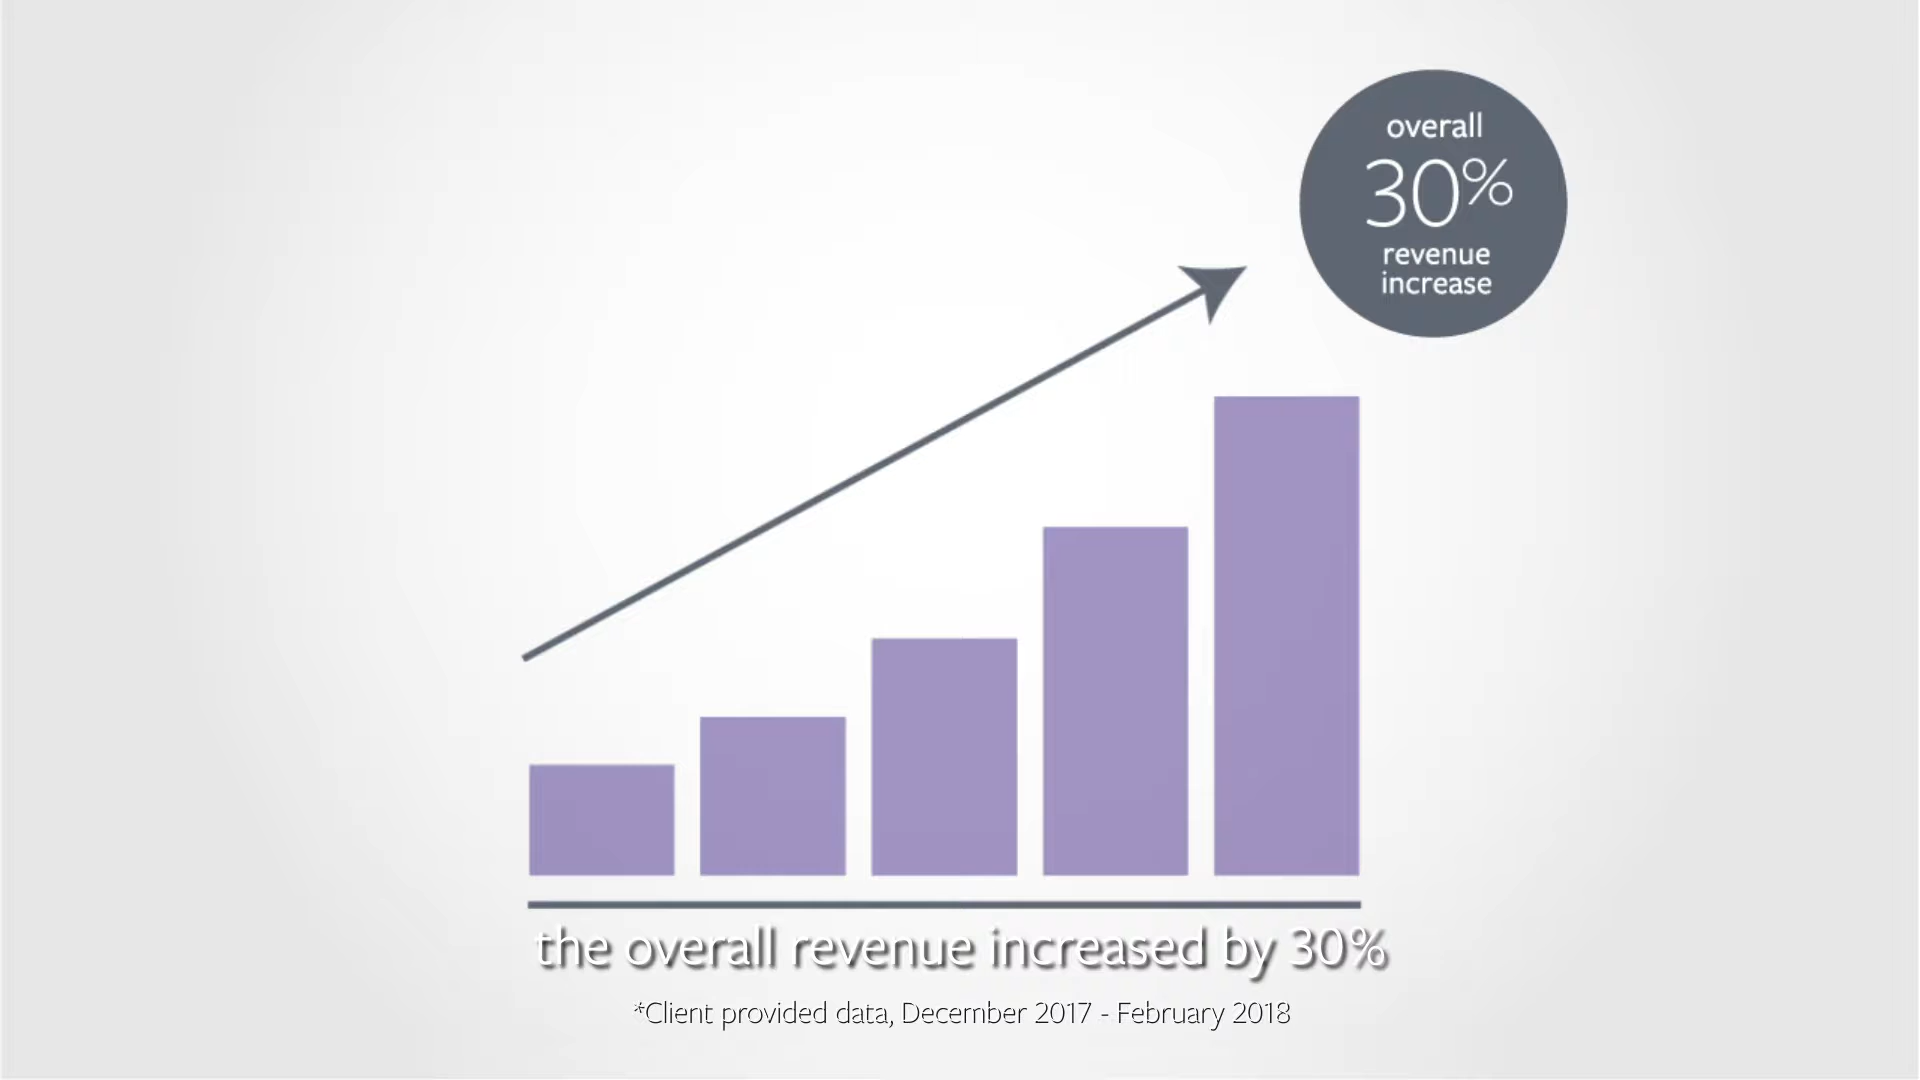 overall
30%
revenue
increase
the overall revenue increased by 30%
*Client provided data, December 2017 - February 2018